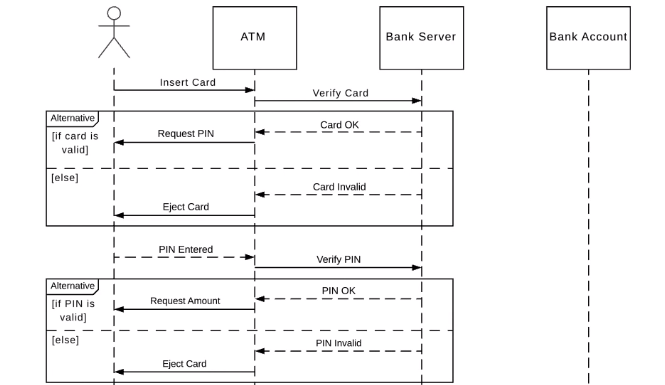 ATM
Bank Server
Bank Account
Insert Card
Verify Card
Alternative
[if card is
valid]
Card OK
Request PIN
[else]
Card Invalid
Eject Card
PIN Entered
Verify PIN
Alternative
[if PIN is
valid]
PIN OK
Request Amount
[else]
PIN Invalid
Eject Card